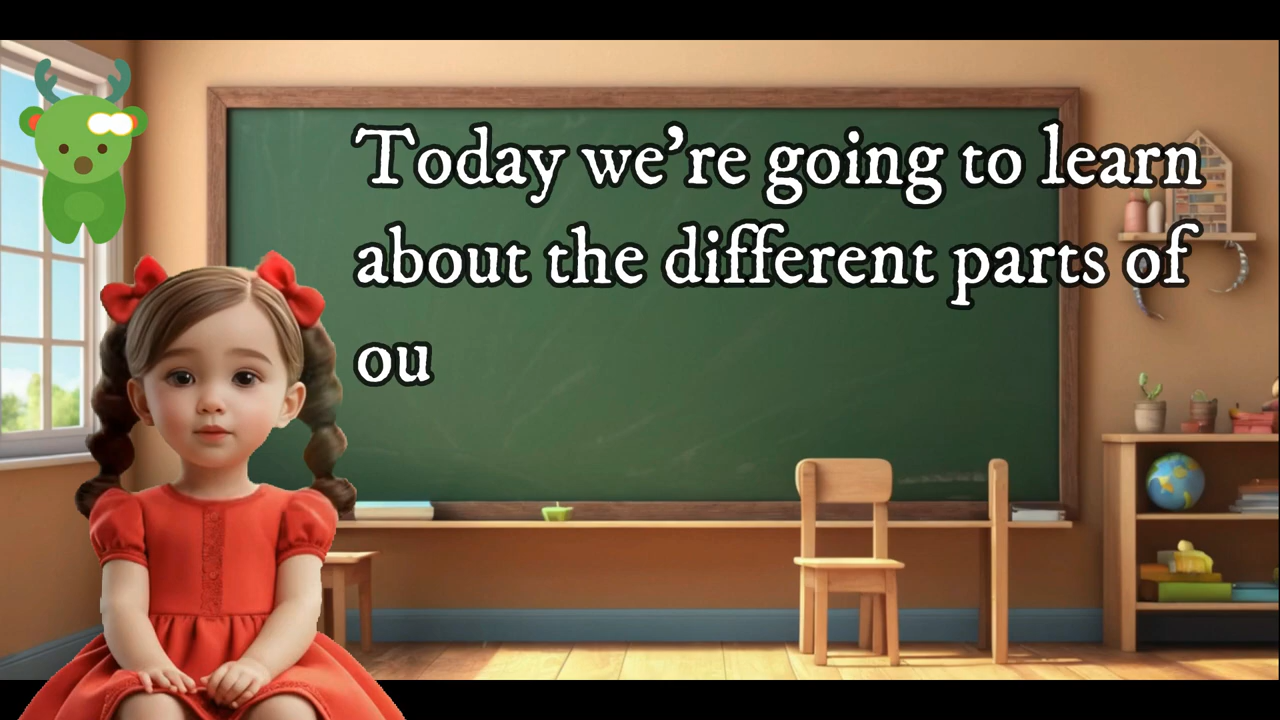 Today we’re going to learn
about the different parts of
ou